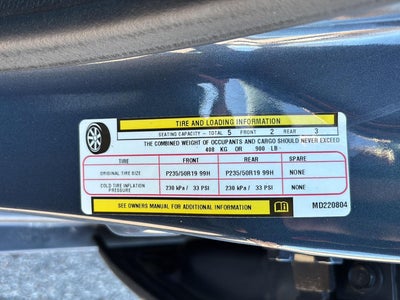 TIRE AND LOADING INFORMATION
SEATING CAPACITY - TOTAL 5 FRONT 2 REAR 3
THE COMBINED WEIGHT OF OCCUPANTS AND CARGO SHOULD NEVER EXCEED
408 KG OR 900 LB
TIRE FRONT REAR SPARE
ORIGINAL TIRE SIZE P235/50R19 99H P235/50R19 99H NONE
COLD TIRE INFLATION
PRESSURE 230 kPa / 33 PSI 230 kPa / 33 PSI NONE
SEE OWNERS MANUAL FOR ADDITIONAL INFORMATION MD220804